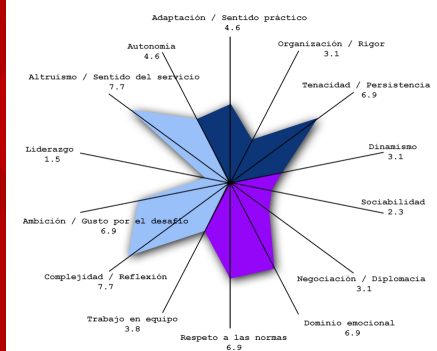 Adaptación / Sentido práctico
4.6
Organización / Rigor
3.1
Tenacidad / Persistencia
6.9
Dinamismo
3.1
Sociabilidad
2.3
Negociación / Diplomacia
3.1
Dominio emocional
6.9
Respeto a las normas
6.9
Trabajo en equipo
3.8
Complejidad / Reflexión
7.7
Ambición / Gusto por el desafío
6.9
Liderazgo
1.5
Altruismo / Sentido del servicio
7.7
Autonomía
4.6